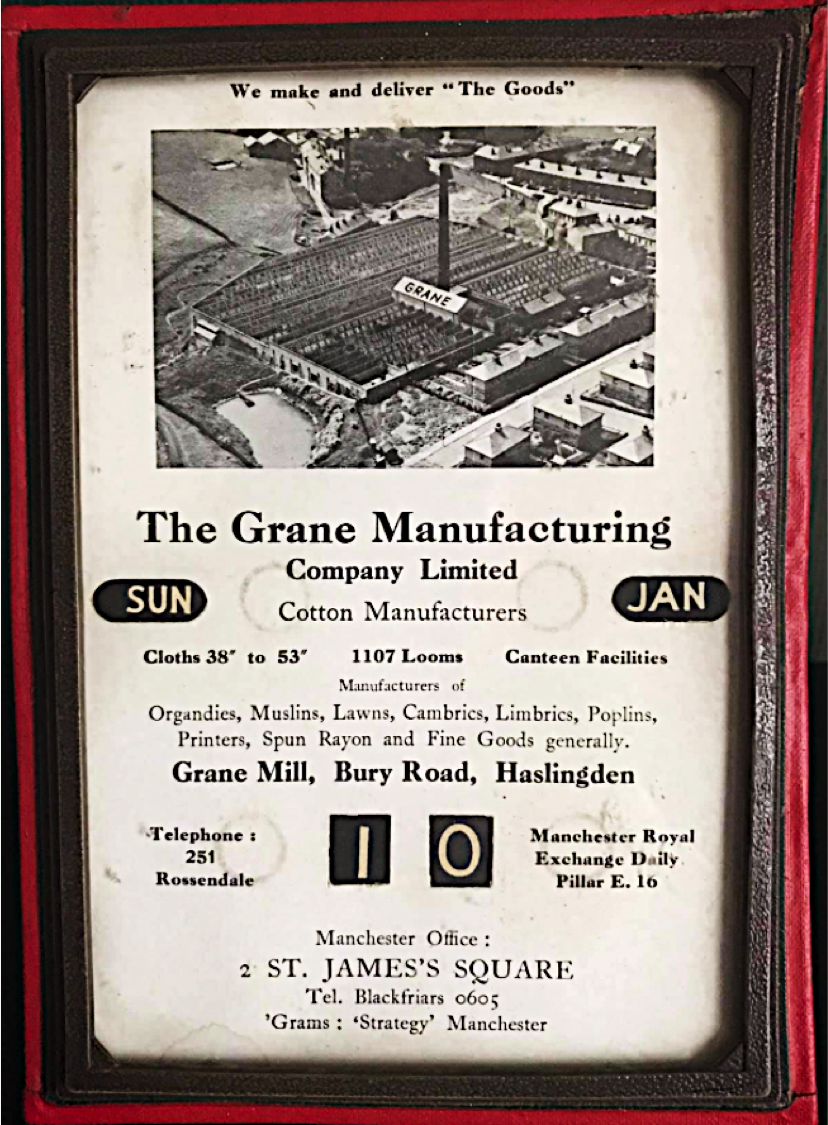 We make and deliver "The Goods"
GRANE
The Grane Manufacturing
Company Limited
SUN
JAN
Cotton Manufacturers
Cloths 38″ to 53″ 1107 Looms Canteen Facilities
Manufacturers of
Organdies, Muslins, Lawns, Cambrics, Limbrics, Poplins,
Printers, Spun Rayon and Fine Goods generally.
Grane Mill, Bury Road, Haslingden
Telephone :
251
Rossendale
1 0
Manchester Royal
Exchange Daily
Pillar E. 16
Manchester Office :
2 ST. JAMES'S SQUARE
Tel. Blackfriars 0605
'Grams : 'Strategy' Manchester